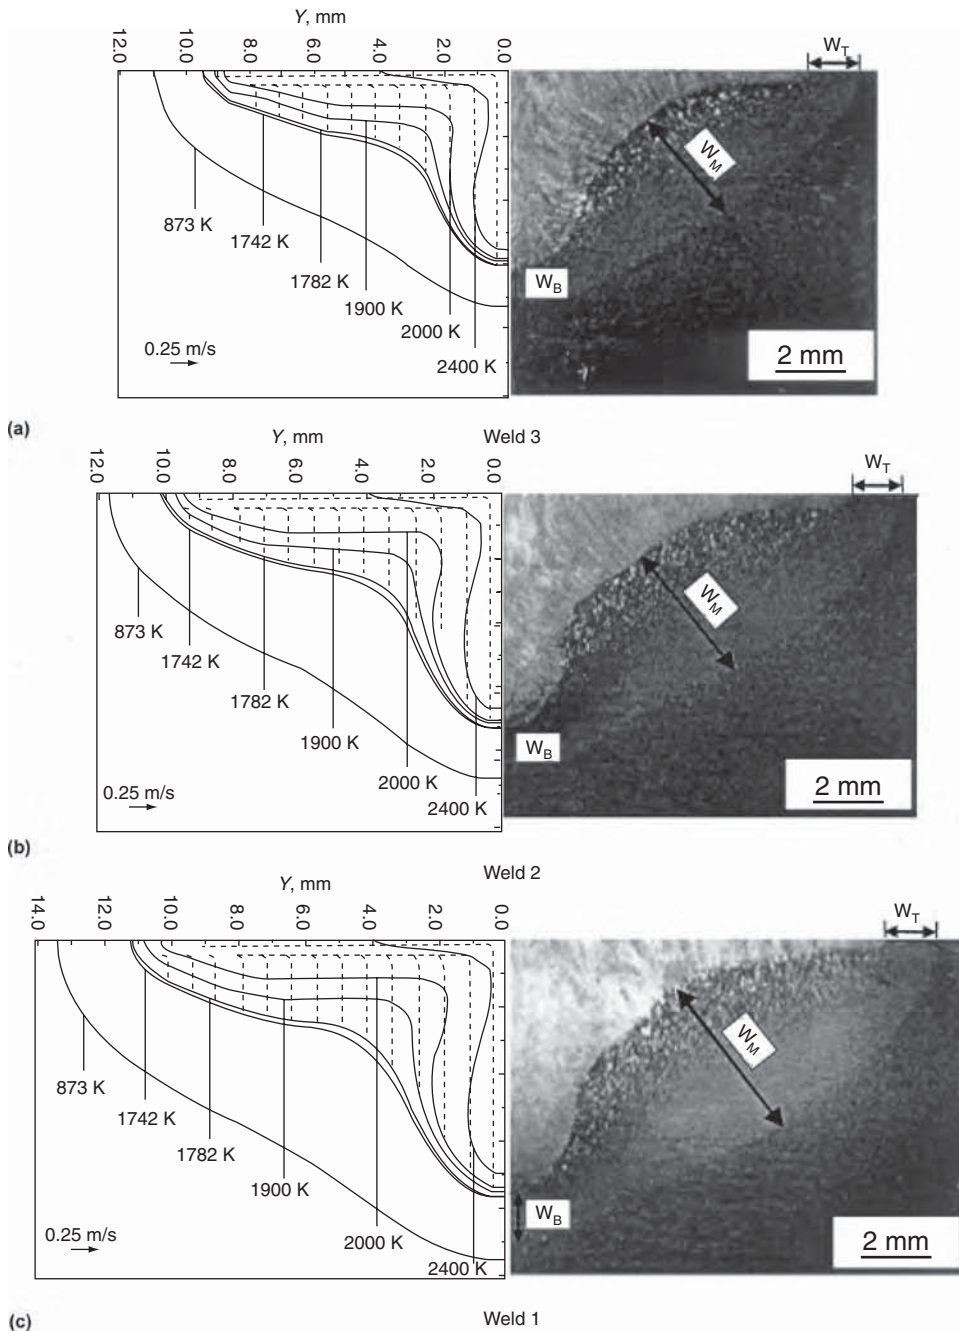 Y, mm
12.0 10.0 8.0 6.0 4.0 2.0 0.0
W_T
W_M
873 K
1742 K
W_B
1782 K
1900 K
2000 K
0.25 m/s
2400 K
2 mm
(a)
Weld 3
Y, mm
12.0 10.0 8.0 6.0 4.0 2.0 0.0
W_T
W_M
873 K
1742 K
1782 K
1900 K
W_B
2000 K
0.25 m/s
2400 K
2 mm
(b)
Weld 2
Y, mm
14.0 12.0 10.0 8.0 6.0 4.0 2.0 0.0
W_T
W_M
873 K
1742 K
1782 K
1900 K
W_B
2000 K
0.25 m/s
2400 K
2 mm
(c)
Weld 1